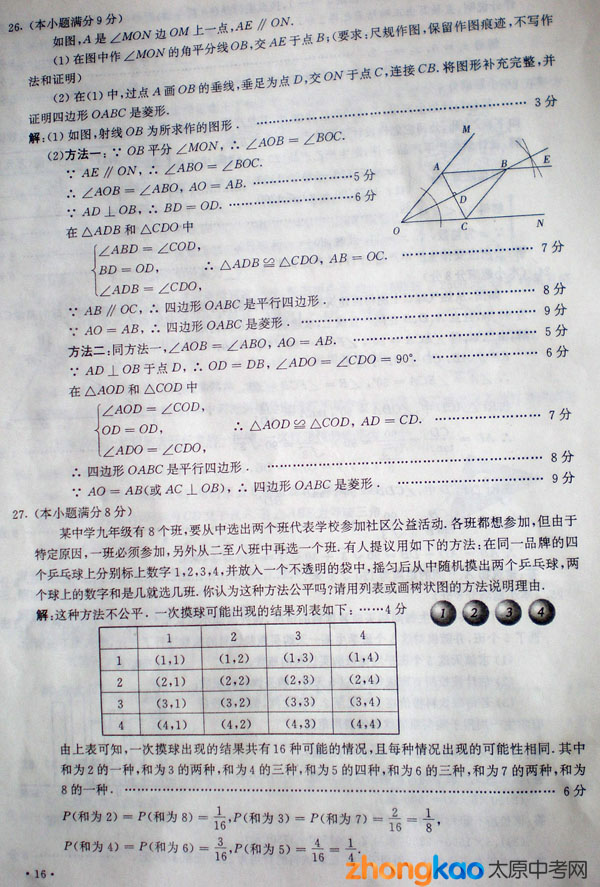 26.(本小题满分9分)
如图,A是∠MON边OM上一点,AE∥ON.
(1)在图中作∠MON的角平分线OB,交AE于点B;(要求:尺规作图,保留作图痕迹,不写作
法和证明)
(2)在(1)中,过点A画OB的垂线,垂足为点D,交ON于点C,连接CB.将图形补充完整,并
证明四边形OABC是菱形.
解:(1)如图,射线OB为所求作的图形. …… 3分
(2)方法一:∵OB平分∠MON,∴∠AOB=∠BOC.
∵AE∥ON,∴∠ABO=∠BOC.
∴∠AOB=∠ABO,AO=AB. ……5分
∵AD⊥OB,∴BD=OD. ……6分
在△ADB和△CDO中
∠ABD=∠COD,
BD=OD, ∴△ADB≌△CDO,AB=OC. …… 7分
∠ADB=∠CDO,
∵AB∥OC,∴四边形OABC是平行四边形. …… 8分
∵AO=AB,∴四边形OABC是菱形. …… 9分
方法二:同方法一,∠AOB=∠ABO,AO=AB. …… 5分
∵AD⊥OB于点D,∴OD=DB,∠ADO=∠CDO=90°. …… 6分
在△AOD和△COD中
∠AOD=∠COD,
OD=OD, ∴△AOD≌△COD,AD=CD. …… 7分
∠ADO=∠CDO,
∴四边形OABC是平行四边形. …… 8分
∵AO=AB(或AC⊥OB),∴四边形OABC是菱形. …… 9分
M
A B E
D
O C N
27.(本小题满分8分)
某中学九年级有8个班,要从中选出两个班代表学校参加社区公益活动.各班都想参加,但由于
特定原因,一班必须参加,另外从二至八班中再选一个班.有人提议用如下的方法:在同一品牌的四
个乒乓球上分别标上数字1,2,3,4,并放入一个不透明的袋中,摇匀后从中随机摸出两个乒乓球,两
个球上的数字和是几就选几班.你认为这种方法公平吗?请用列表或画树状图的方法说明理由.
解:这种方法不公平.一次摸球可能出现的结果列表如下:……4分
① ② ③ ④
1 2 3 4
1 (1,1) (1,2) (1,3) (1,4)
2 (2,1) (2,2) (2,3) (2,4)
3 (3,1) (3,2) (3,3) (3,4)
4 (4,1) (4,2) (4,3) (4,4)
由上表可知,一次摸球出现的结果共有16种可能的情况,且每种情况出现的可能性相同.其中
和为2的一种,和为3的两种,和为4的三种,和为5的四种,和为6的三种,和为7的两种,和为
8的一种. …… 6分
P(和为2)=P(和为8)=1/16,P(和为3)=P(和为7)=2/16=1/8,
P(和为4)=P(和为6)=3/16,P(和为5)=4/16=1/4.
·16·
zhongkao 太原中考网